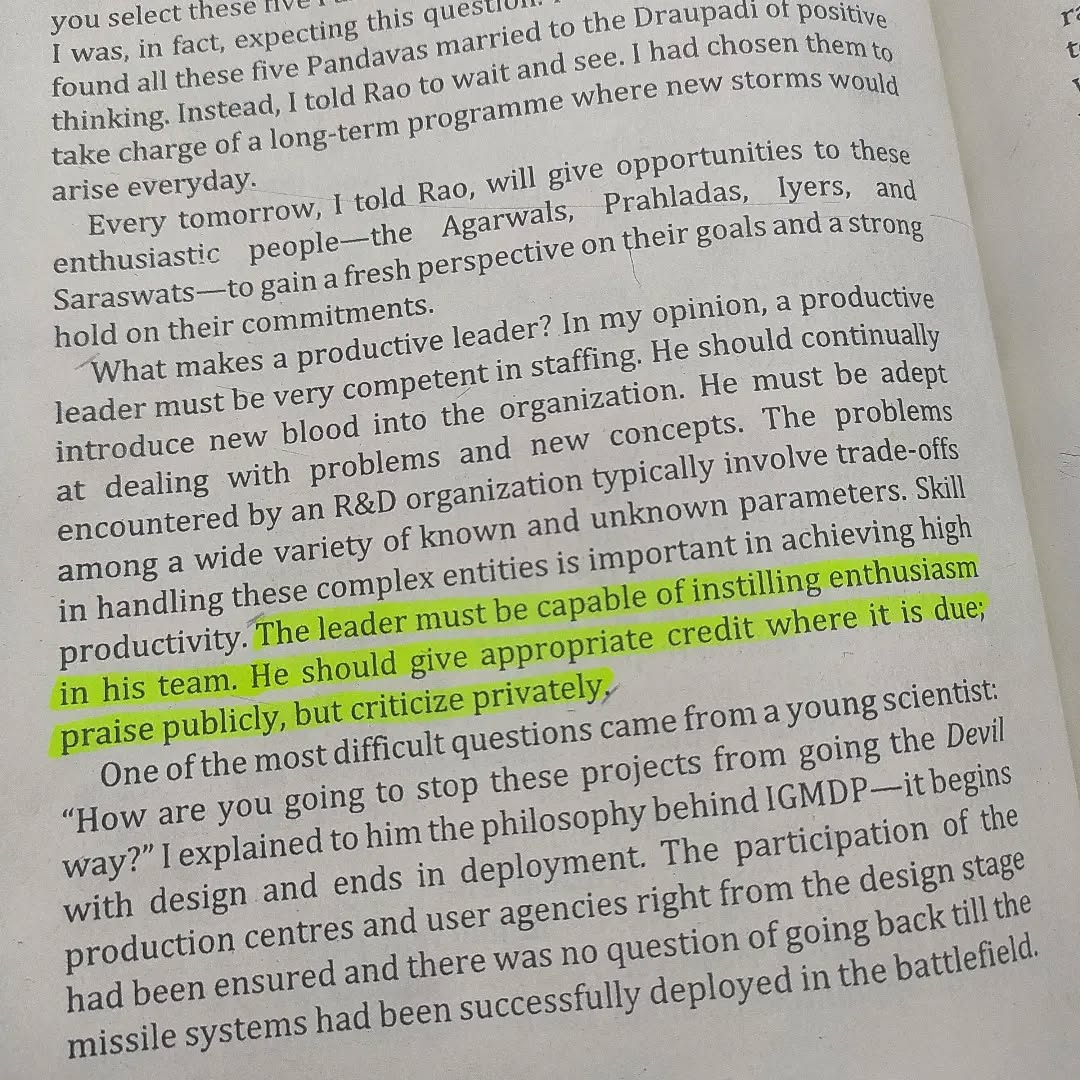 you select these five
I was, in fact, expecting this question.
found all these five Pandavas married to the Draupadi of positive
thinking. Instead, I told Rao to wait and see. I had chosen them to
take charge of a long-term programme where new storms would
arise everyday.
Every tomorrow, I told Rao, will give opportunities to these
enthusiastic people—the Agarwals, Prahladas, Iyers, and
Saraswats—to gain a fresh perspective on their goals and a strong
hold on their commitments.
What makes a productive leader? In my opinion, a productive
leader must be very competent in staffing. He should continually
introduce new blood into the organization. He must be adept
at dealing with problems and new concepts. The problems
encountered by an R&D organization typically involve trade-offs
among a wide variety of known and unknown parameters. Skill
in handling these complex entities is important in achieving high
productivity. The leader must be capable of instilling enthusiasm
in his team. He should give appropriate credit where it is due;
praise publicly, but criticize privately.
One of the most difficult questions came from a young scientist:
“How are you going to stop these projects from going the Devil
way?” I explained to him the philosophy behind IGMDP—it begins
with design and ends in deployment. The participation of the
production centres and user agencies right from the design stage
had been ensured and there was no question of going back till the
missile systems had been successfully deployed in the battlefield.